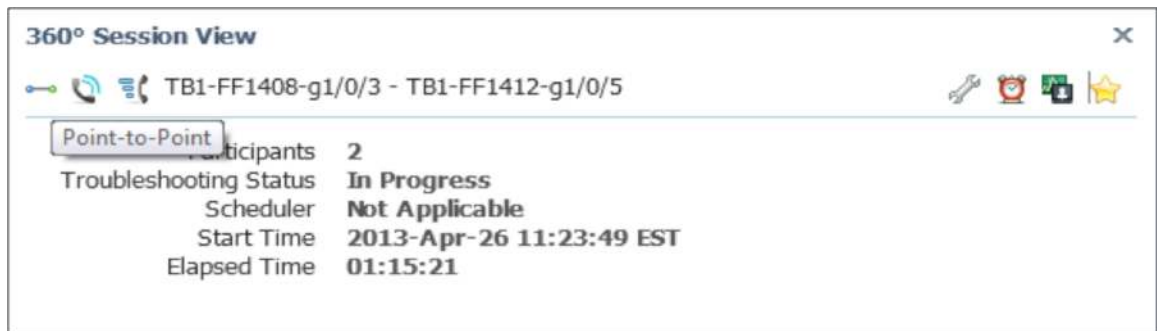 360° Session View
TB1-FF1408-g1/0/3 - TB1-FF1412-g1/0/5
Point-to-Point
ticipants 2
Troubleshooting Status In Progress
Scheduler Not Applicable
Start Time 2013-Apr-26 11:23:49 EST
Elapsed Time 01:15:21